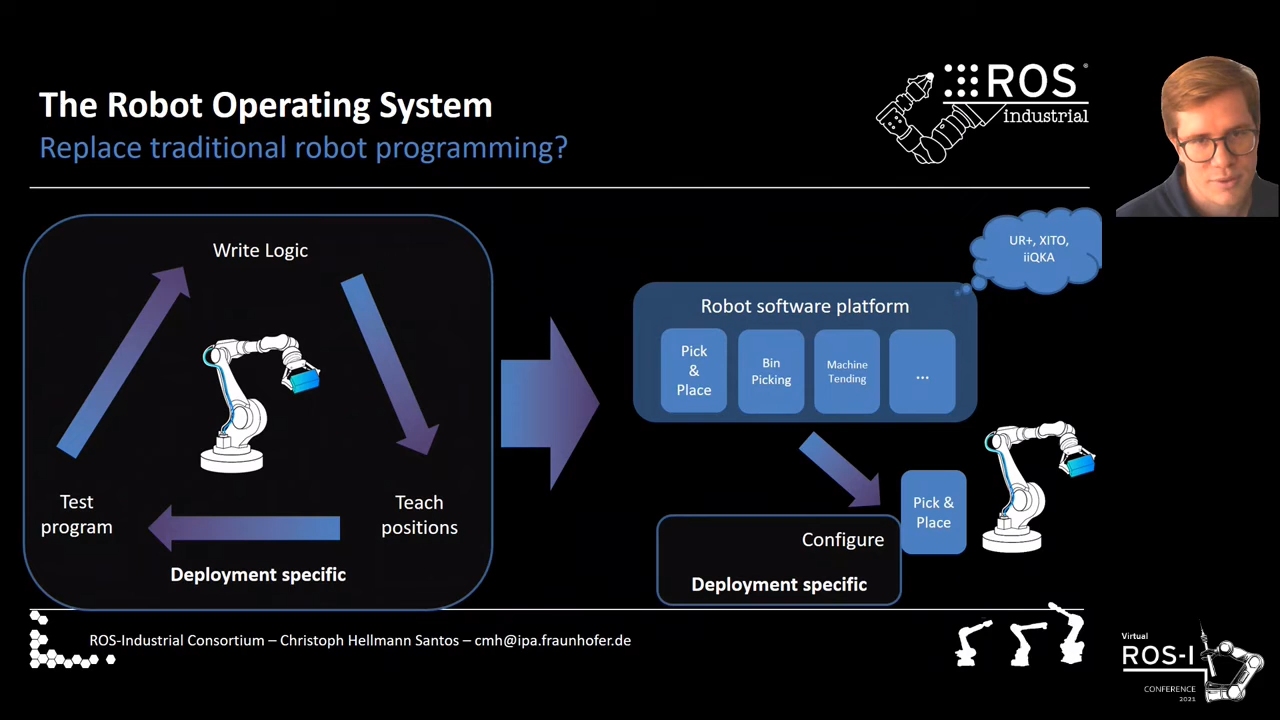 The Robot Operating System
Replace traditional robot programming?
ROS
industrial
Write Logic
Test
program
Teach
positions
Deployment specific
UR+, XITO,
iiQKA
Robot software platform
Pick
&
Place
Bin
Picking
Machine
Tending
...
Pick &
Place
Configure
Deployment specific
ROS-Industrial Consortium – Christoph Hellmann Santos – cmh@ipa.fraunhofer.de
Virtual
ROS-I
CONFERENCE
2021